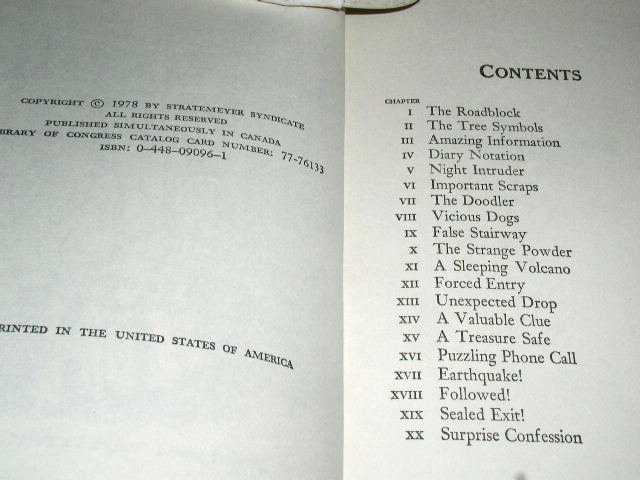 COPYRIGHT © 1978 BY STRATEMEYER SYNDICATE
ALL RIGHTS RESERVED
PUBLISHED SIMULTANEOUSLY IN CANADA
IBRARY OF CONGRESS CATALOG CARD NUMBER: 77-76133
ISBN: 0-448-09096-1
RINTED IN THE UNITED STATES OF AMERICA
CONTENTS
CHAPTER
I The Roadblock
II The Tree Symbols
III Amazing Information
IV Diary Notation
V Night Intruder
VI Important Scraps
VII The Doodler
VIII Vicious Dogs
IX False Stairway
X The Strange Powder
XI A Sleeping Volcano
XII Forced Entry
XIII Unexpected Drop
XIV A Valuable Clue
XV A Treasure Safe
XVI Puzzling Phone Call
XVII Earthquake!
XVIII Followed!
XIX Sealed Exit!
XX Surprise Confession